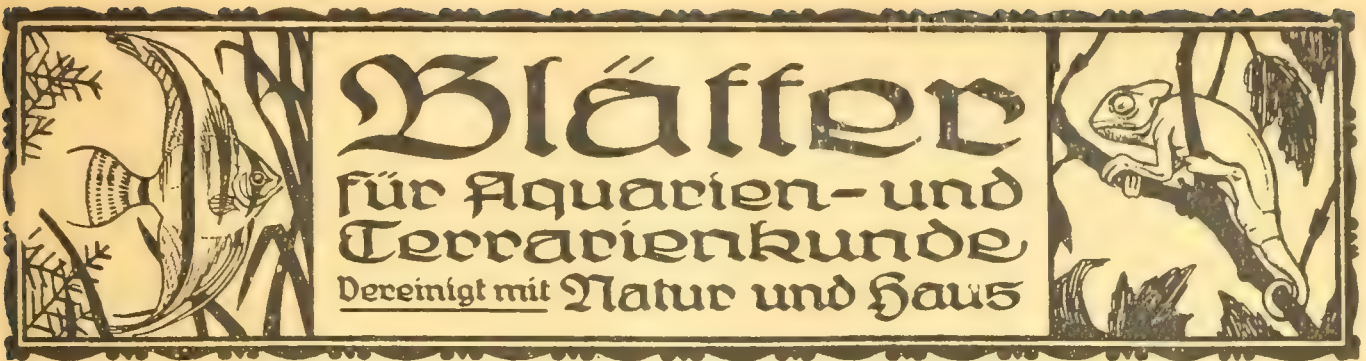 Blätter
für Aquarien- und
Terrarienkunde
Vereinigt mit Natur und Haus